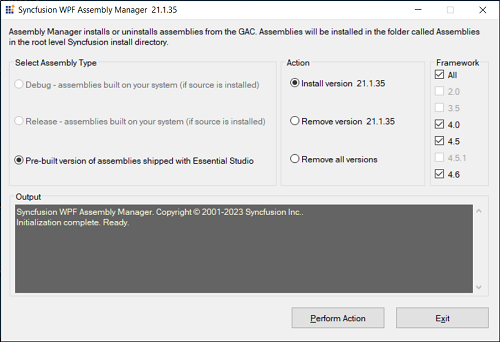 Syncfusion WPF Assembly Manager 21.1.35
Assembly Manager installs or uninstalls assemblies from the GAC. Assemblies will be installed in the folder called Assemblies
in the root level Syncfusion install directory.
Select Assembly Type
Debug - assemblies built on your system (if source is installed)
Release - assemblies built on your system (if source is installed)
Pre-built version of assemblies shipped with Essential Studio
Action
Install version 21.1.35
Remove version 21.1.35
Remove all versions
Framework
All
2.0
3.5
4.0
4.5
4.5.1
4.6
Output
Syncfusion WPF Assembly Manager. Copyright © 2001-2023 Syncfusion Inc..
Initialization complete. Ready.
Perform Action
Exit